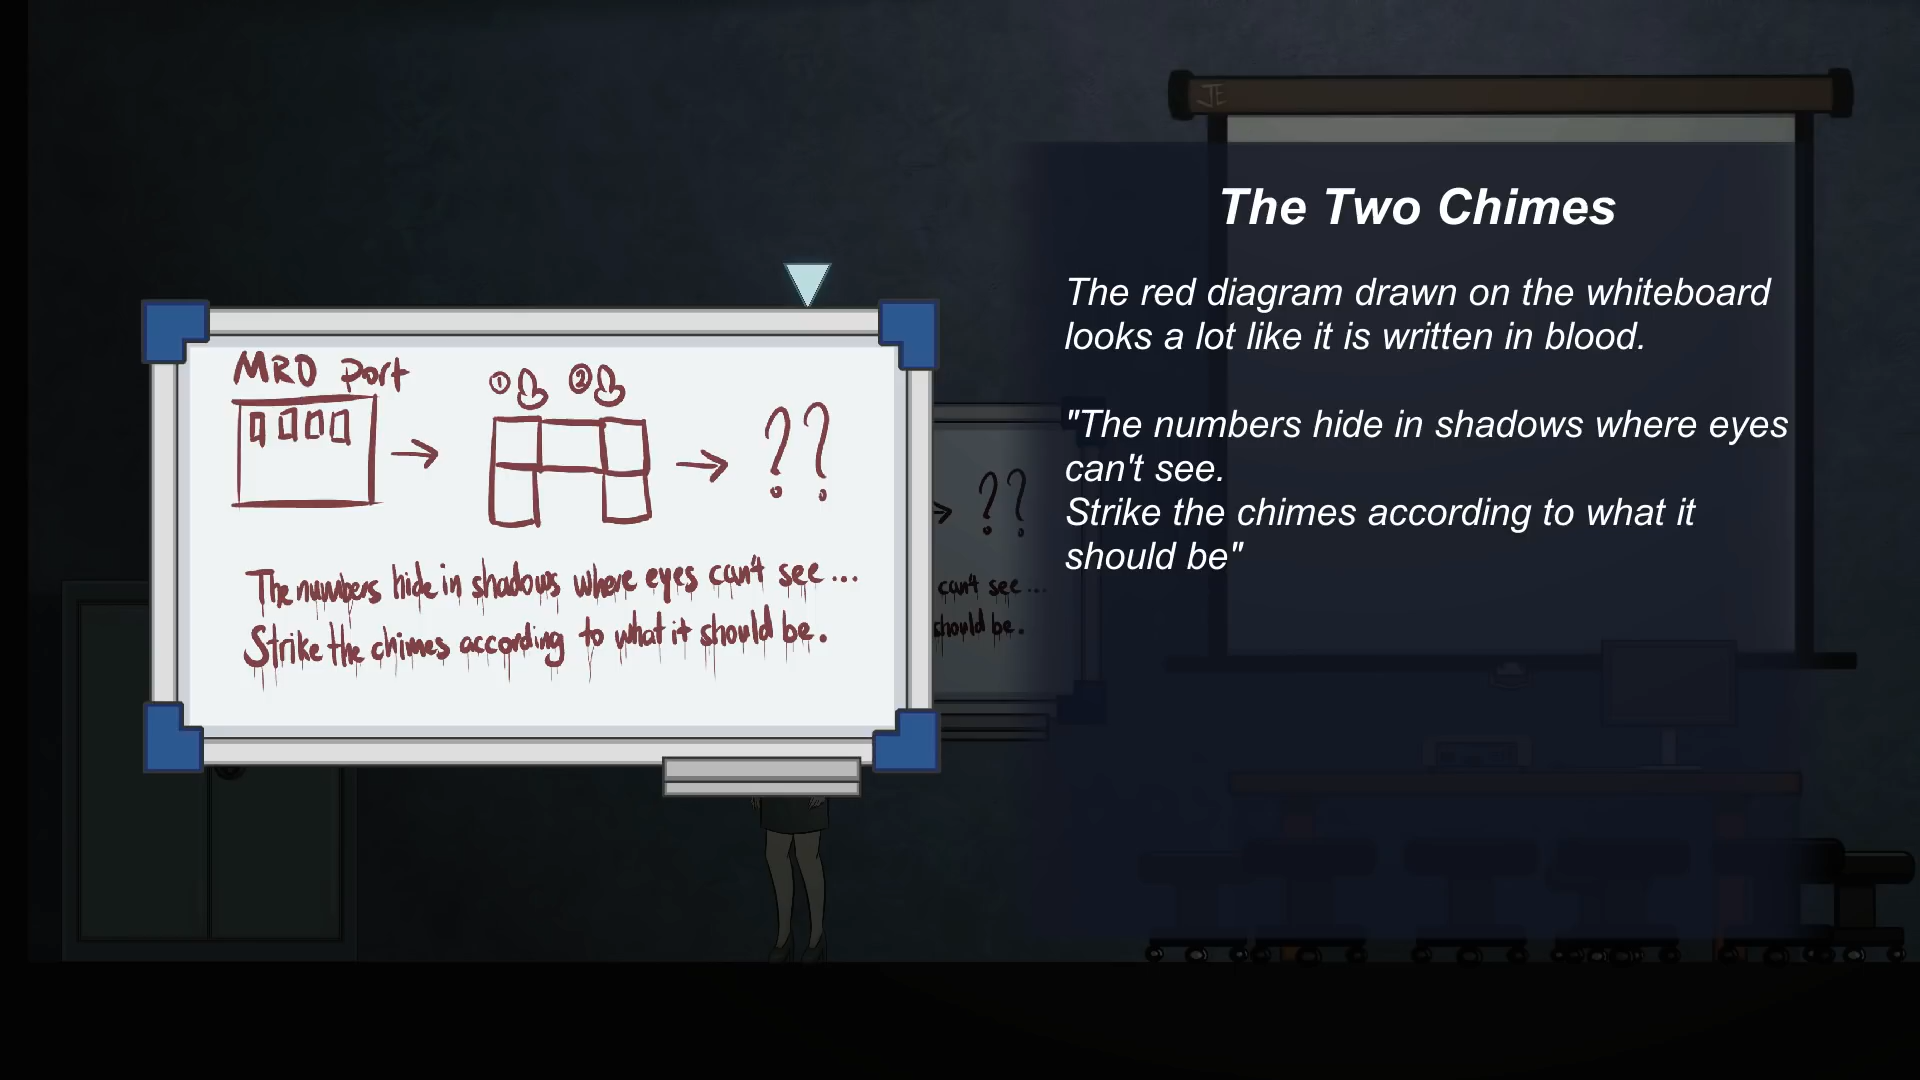 JE
The Two Chimes
The red diagram drawn on the whiteboard
looks a lot like it is written in blood.
"The numbers hide in shadows where eyes
can't see.
Strike the chimes according to what it
should be"
MRO Port
① ②
→ → ??
The numbers hide in shadows where eyes can't see...
Strike the chimes according to what it should be.
→ ??
can't see...
should be.